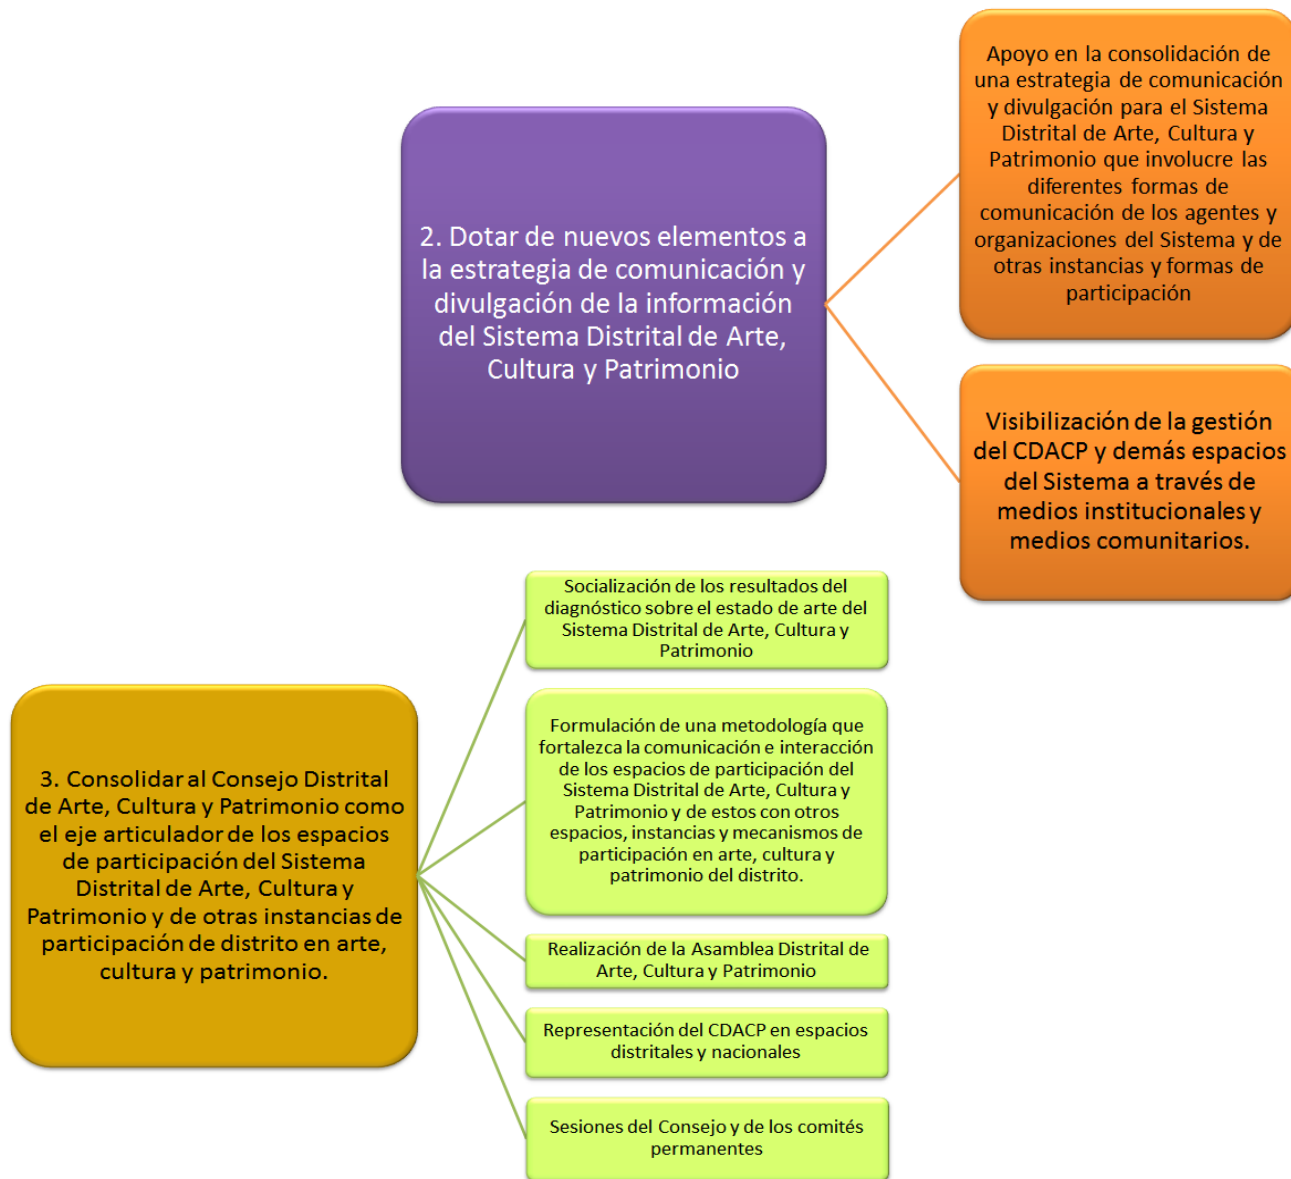 2. Dotar de nuevos elementos a
la estrategia de comunicación y
divulgación de la información
del Sistema Distrital de Arte,
Cultura y Patrimonio
Apoyo en la consolidación de
una estrategia de comunicación
y divulgación para el Sistema
Distrital de Arte, Cultura y
Patrimonio que involucre las
diferentes formas de
comunicación de los agentes y
organizaciones del Sistema y de
otras instancias y formas de
participación
Visibilización de la gestión
del CDACP y demás espacios
del Sistema a través de
medios institucionales y
medios comunitarios.
3. Consolidar al Consejo Distrital
de Arte, Cultura y Patrimonio como
el eje articulador de los espacios
de participación del Sistema
Distrital de Arte, Cultura y
Patrimonio y de otras instancias de
participación de distrito en arte,
cultura y patrimonio.
Socialización de los resultados del
diagnóstico sobre el estado de arte del
Sistema Distrital de Arte, Cultura y
Patrimonio
Formulación de una metodología que
fortalezca la comunicación e interacción
de los espacios de participación del
Sistema Distrital de Arte, Cultura y
Patrimonio y de estos con otros
espacios, instancias y mecanismos de
participación en arte, cultura y
patrimonio del distrito.
Realización de la Asamblea Distrital de
Arte, Cultura y Patrimonio
Representación del CDACP en espacios
distritales y nacionales
Sesiones del Consejo y de los comités
permanentes